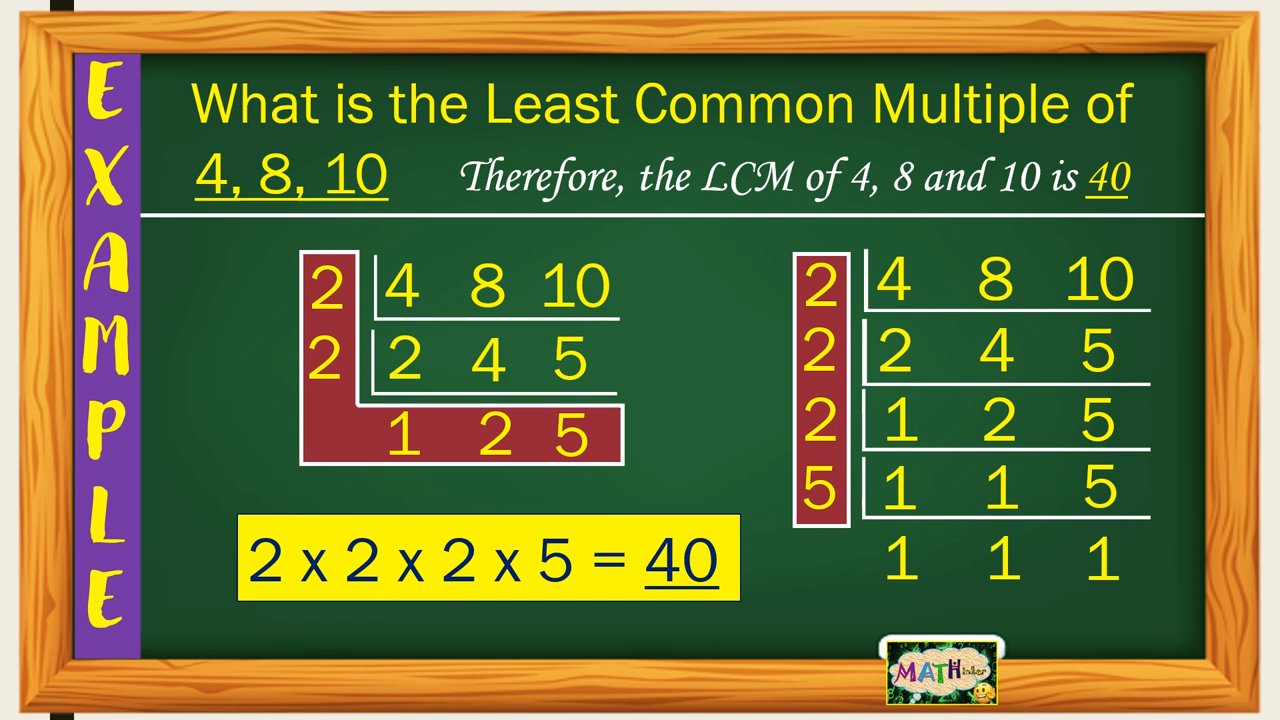 EXAMPLE
What is the Least Common Multiple of
4, 8, 10 Therefore, the LCM of 4, 8 and 10 is 40
2 4 8 10
2 2 4 5
1 2 5
2 x 2 x 2 x 5 = 40
2 4 8 10
2 2 4 5
2 1 2 5
5 1 1 5
1 1 1
MATHinker